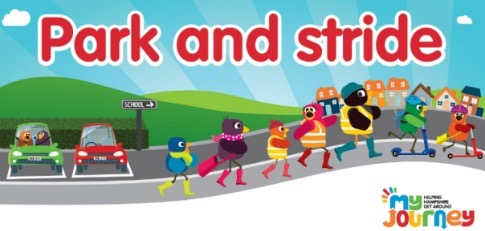 Park and stride
SCHOOL
my
JOURNEY
HELPING
HAMPSHIRE
GET AROUND